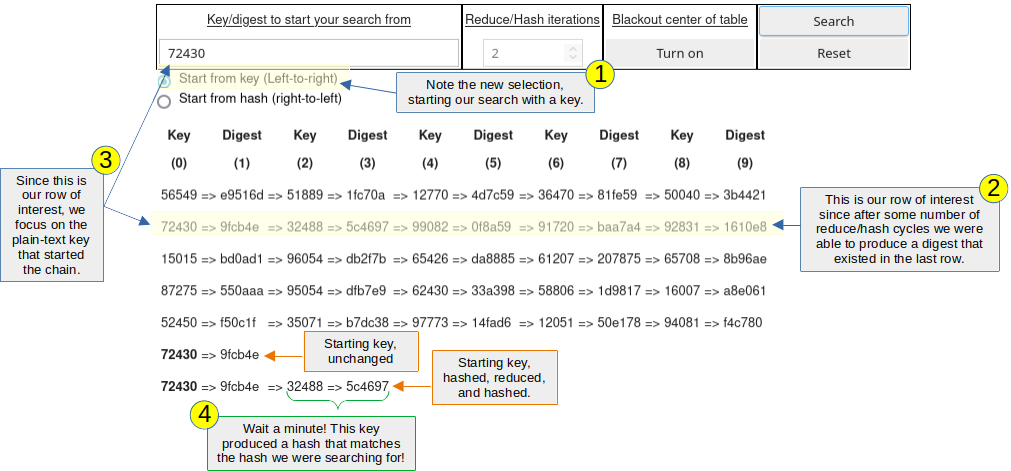 Key/digest to start your search from
Reduce/Hash iterations
Blackout center of table
Search
72430
2
Turn on
Reset
Start from key (Left-to-right)
Start from hash (right-to-left)
1
Note the new selection,
starting our search with a key.
Key Digest Key Digest Key Digest Key Digest Key Digest
(0) (1) (2) (3) (4) (5) (6) (7) (8) (9)
3
Since this is
our row of
interest, we
focus on the
plain-text key
that started
the chain.
56549 => e9516d => 51889 => 1fc70a => 12770 => 4d7c59 => 36470 => 81fe59 => 50040 => 3b4421
72430 => 9fcb4e => 32488 => 5c4697 => 99082 => 0f8a59 => 91720 => baa7a4 => 92831 => 1610e8
15015 => bd0ad1 => 96054 => db2f7b => 65426 => da8885 => 61207 => 207875 => 65708 => 8b96ae
87275 => 550aaa => 95054 => dfb7e9 => 62430 => 33a398 => 58806 => 1d9817 => 16007 => a8e061
52450 => f50c1f => 35071 => b7dc38 => 97773 => 14fad6 => 12051 => 50e178 => 94081 => f4c780
2
This is our row of interest
since after some number of
reduce/hash cycles we were
able to produce a digest that
existed in the last row.
72430 => 9fcb4e
Starting key,
unchanged
72430 => 9fcb4e => 32488 => 5c4697
Starting key,
hashed, reduced,
and hashed.
4
Wait a minute! This key
produced a hash that matches
the hash we were searching for!